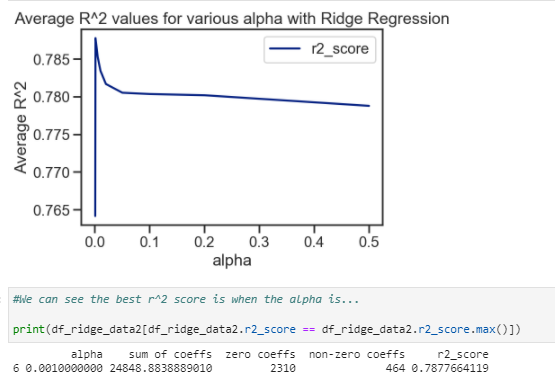 Average R^2 values for various alpha with Ridge Regression
r2_score
0.785
0.780
0.775
0.770
0.765
Average R^2
0.0 0.1 0.2 0.3 0.4 0.5
alpha
#We can see the best r^2 score is when the alpha is...
print(df_ridge_data2[df_ridge_data2.r2_score == df_ridge_data2.r2_score.max()])
alpha sum of coeffs zero coeffs non-zero coeffs r2_score
6 0.0010000000 24848.8838889010 2310 464 0.7877664119